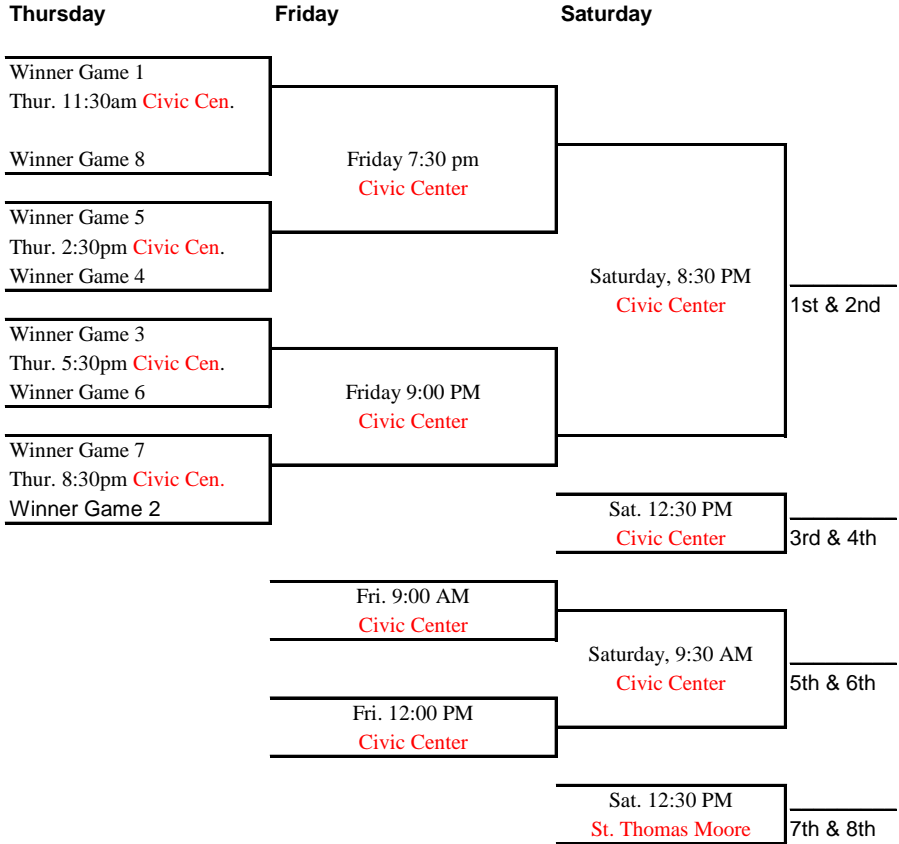 Thursday Friday Saturday
Winner Game 1
Thur. 11:30am Civic Cen.
Winner Game 8
Friday 7:30 pm
Civic Center
Winner Game 5
Thur. 2:30pm Civic Cen.
Winner Game 4
Saturday, 8:30 PM
Civic Center
1st & 2nd
Winner Game 3
Thur. 5:30pm Civic Cen.
Winner Game 6
Friday 9:00 PM
Civic Center
Winner Game 7
Thur. 8:30pm Civic Cen.
Winner Game 2
Sat. 12:30 PM
Civic Center
3rd & 4th
Fri. 9:00 AM
Civic Center
Saturday, 9:30 AM
Civic Center
5th & 6th
Fri. 12:00 PM
Civic Center
Sat. 12:30 PM
St. Thomas Moore
7th & 8th